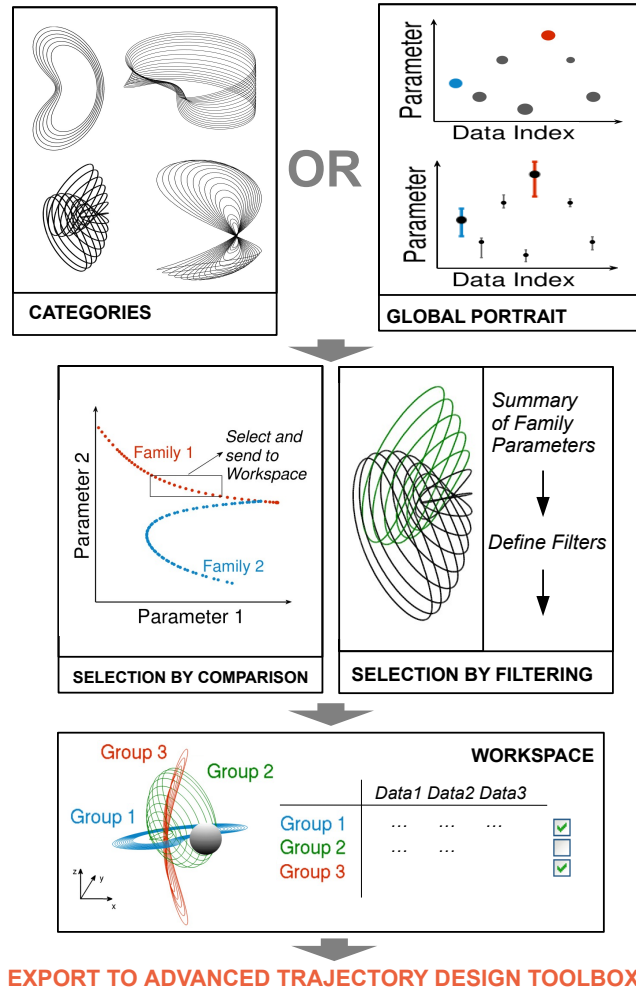 Parameter
Data Index
OR
Parameter
Data Index
CATEGORIES
GLOBAL PORTRAIT
Parameter 2
Family 1
Select and
send to
Workspace
Family 2
Parameter 1
Summary
of Family
Parameters
Define Filters
SELECTION BY COMPARISON
SELECTION BY FILTERING
WORKSPACE
Group 3
Group 2
Group 1
z
y
x
Data1 Data2 Data3
Group 1 ... ... ...
Group 2 ... ...
Group 3
EXPORT TO ADVANCED TRAJECTORY DESIGN TOOLBOX